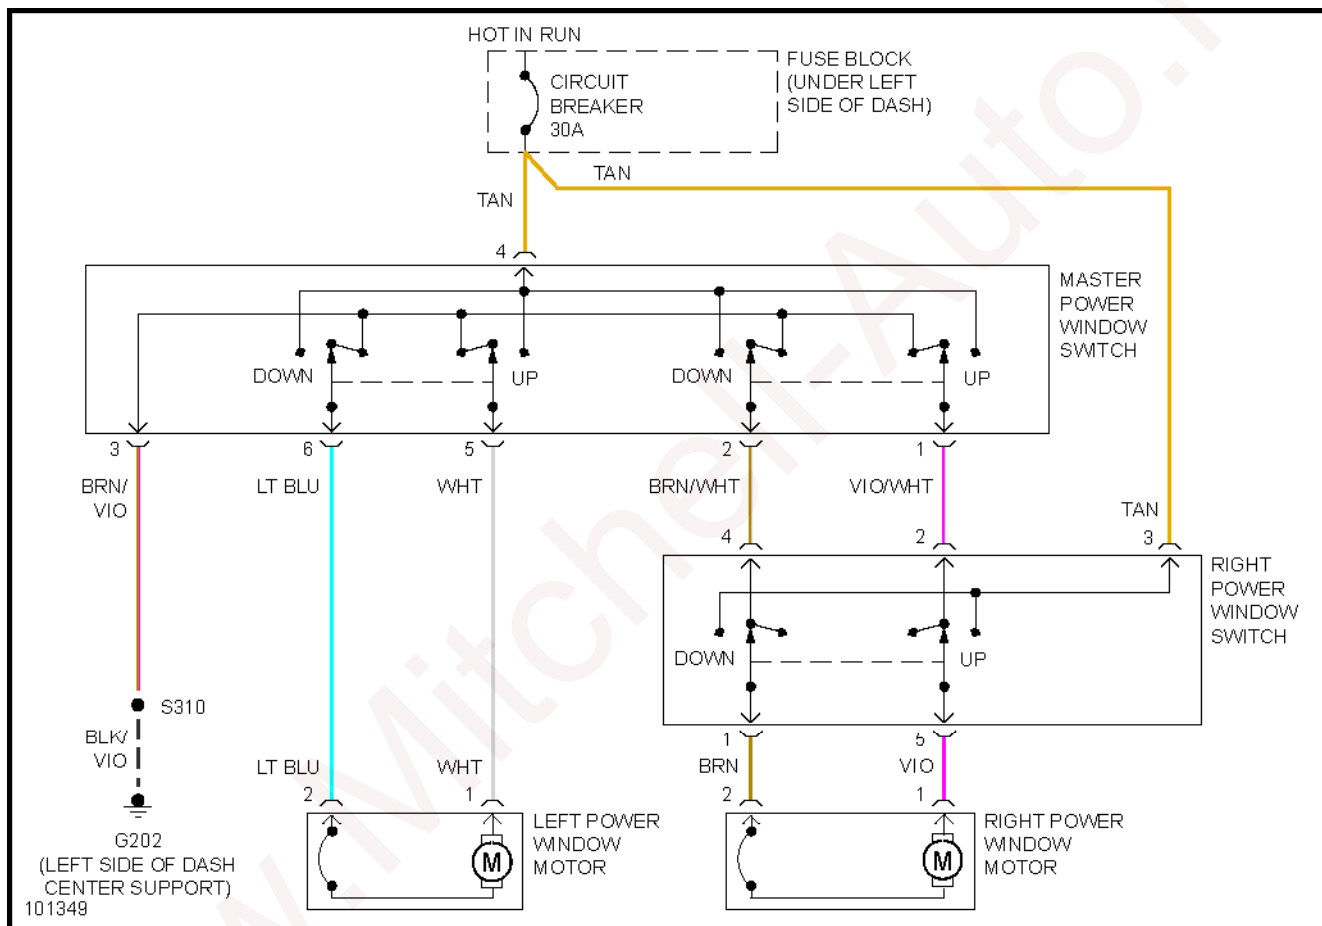 HOT IN RUN
CIRCUIT
BREAKER
30A
FUSE BLOCK
(UNDER LEFT
SIDE OF DASH)
TAN
TAN
4
MASTER
POWER
WINDOW
SWITCH
DOWN
UP
DOWN
UP
3
6
5
2
1
BRN/
VIO
LT BLU
WHT
BRN/WHT
VIO/WHT
TAN
4
2
3
RIGHT
POWER
WINDOW
SWITCH
DOWN
UP
S310
BLK/
VIO
1
5
LT BLU
WHT
BRN
VIO
2
1
2
1
LEFT POWER
WINDOW
MOTOR
M
RIGHT POWER
WINDOW
MOTOR
M
G202
(LEFT SIDE OF DASH
CENTER SUPPORT)
101349
w.Mitchell-Auto.r